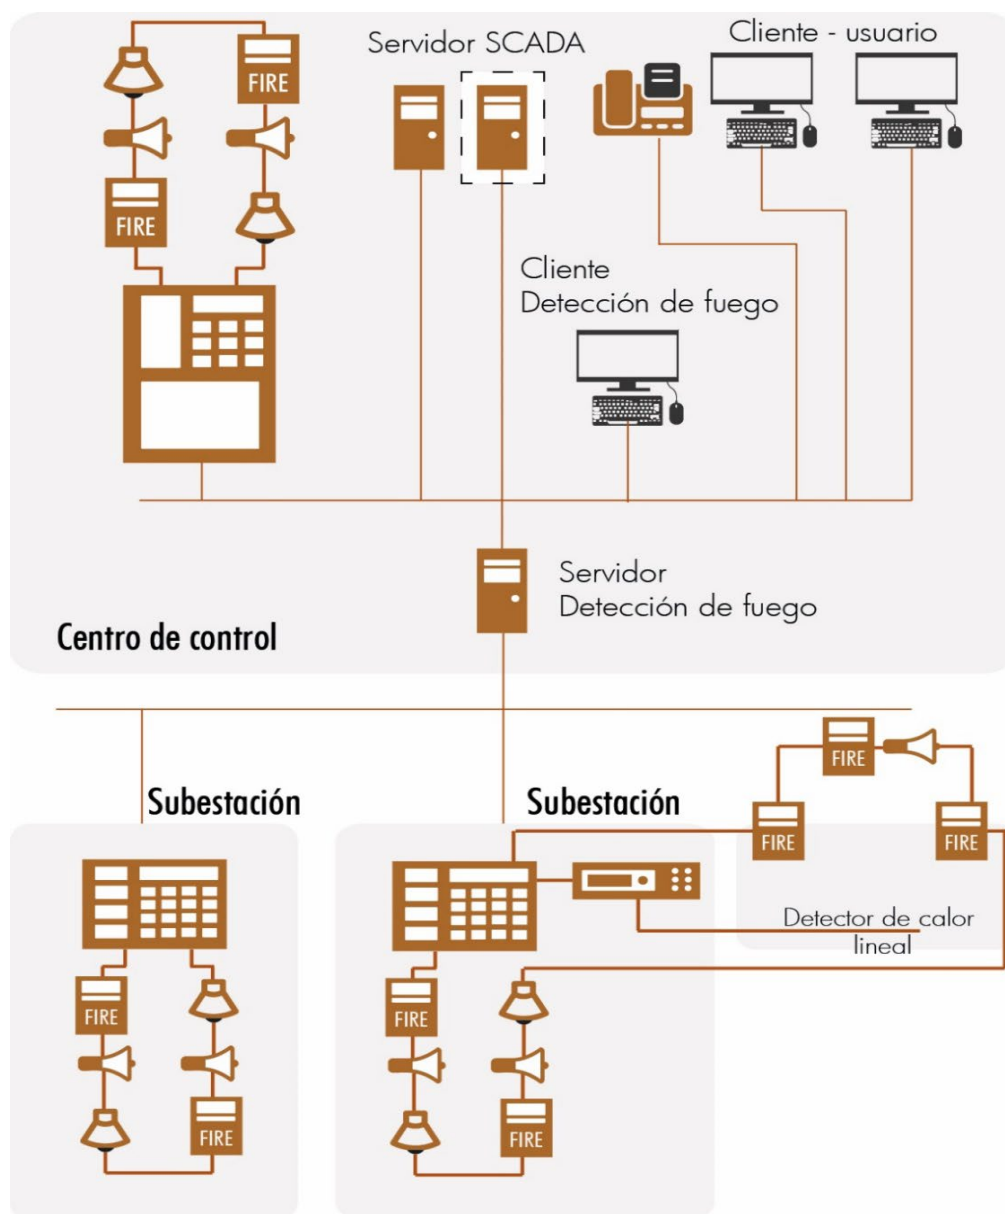 Servidor SCADA
Cliente - usuario
FIRE
FIRE
Cliente
Detección de fuego
Servidor
Detección de fuego
Centro de control
Subestación
Subestación
FIRE
FIRE
FIRE
Detector de calor
lineal
FIRE
FIRE
FIRE
FIRE